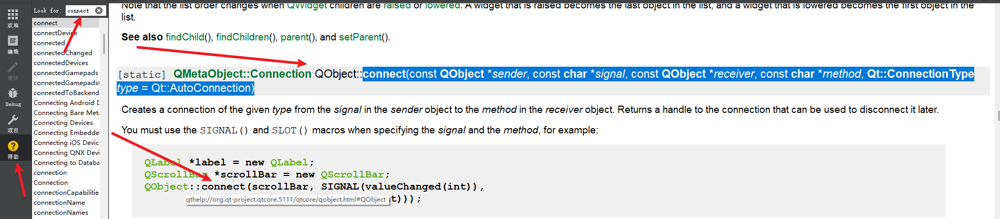 Look for: connect
欢迎
编辑
设计
Debug
项目
帮助
connect
connectDevice
connected
connectedChanged
connectedDevices
connectedGamepads
connectedGamepads
connectedToBackend
Connecting Android D
Connecting Bare Meta
Connecting Devices
Connecting Embedde
Connecting iOS Device
Connecting QNX Devi
Connecting to Databa
connection
Connection
connectionCapabilitie
connectionName
connectionNames
Note that the list order changes when QWidget children are raised or lowered. A widget that is raised becomes the last object in the list, and a widget that is lowered becomes the first object in the
list.
See also findChild(), findChildren(), parent(), and setParent().
[static] QMetaObject::Connection QObject::connect(const QObject *sender, const char *signal, const QObject *receiver, const char *method, Qt::ConnectionType
type = Qt::AutoConnection)
Creates a connection of the given type from the signal in the sender object to the method in the receiver object. Returns a handle to the connection that can be used to disconnect it later.
You must use the SIGNAL() and SLOT() macros when specifying the signal and the method, for example:
QLabel *label = new QLabel;
QScrollBar *scrollBar = new QScrollBar;
QObject::connect(scrollBar, SIGNAL(valueChanged(int)),
qthelp://org.qt-project.qtcore.5111/qtcore/qobject.html#QObject
t)));